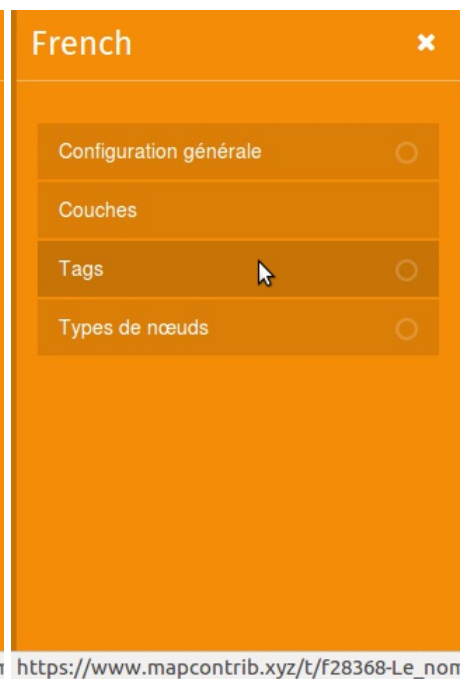 French
Configuration générale
Couches
Tags
Types de nœuds
https://www.mapcontrib.xyz/t/f28368-Le_nom